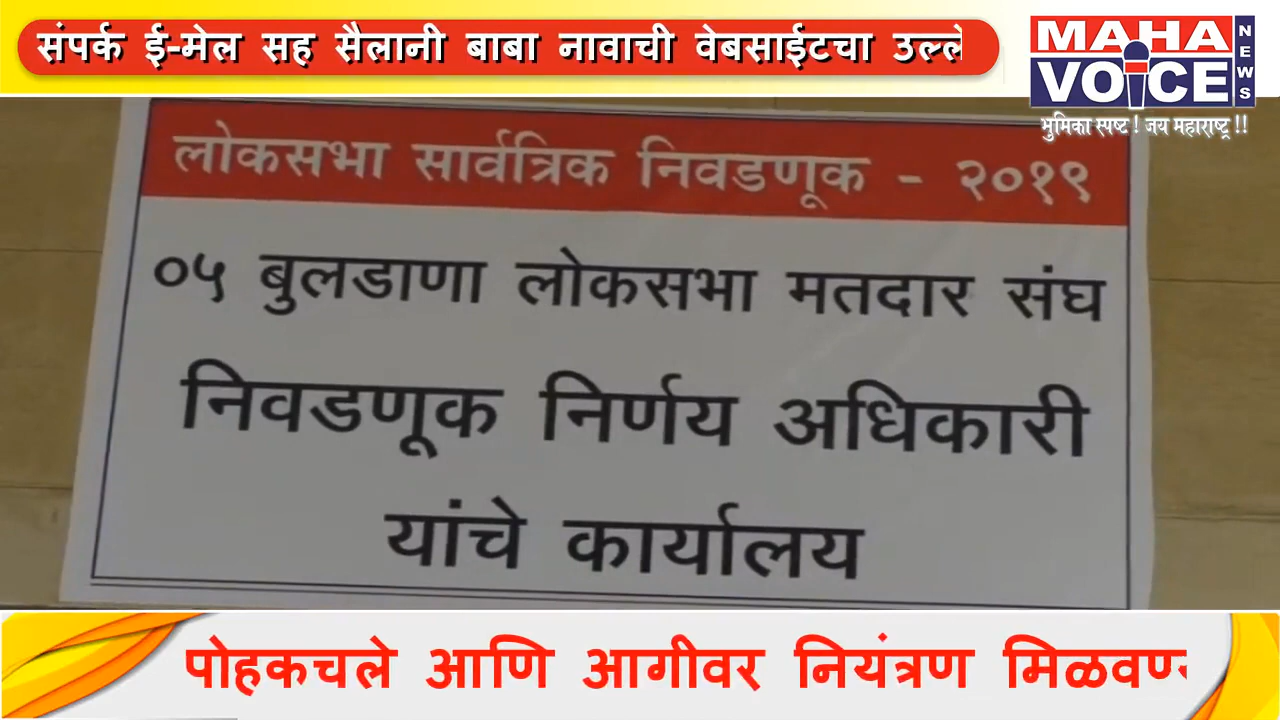 संपर्क ई-मेल सह सैलानी बाबा नावाची वेबसाईटचा
MAHA
VOICE
NEWS
भुमिका स्पष्ट ! जय महाराष्ट्र !!
लोकसभा सार्वत्रिक निवडणूक - २०१९
०५ बुलडाणा लोकसभा मतदार संघ
निवडणूक निर्णय अधिकारी
यांचे कार्यालय
पोहकचले आणि आगीवर नियंत्रण